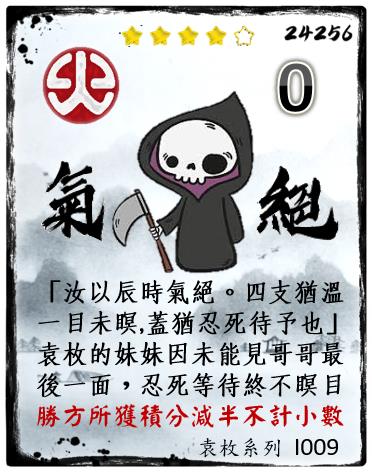 24256
火
0
氣絕
「汝以辰時氣絕。四支猶溫
一目未瞑,蓋猶忍死待予也」
袁枚的妹妹因未能見哥哥最
後一面，忍死等待終不瞑目
勝方所獲積分減半不計小數
袁枚系列 I009